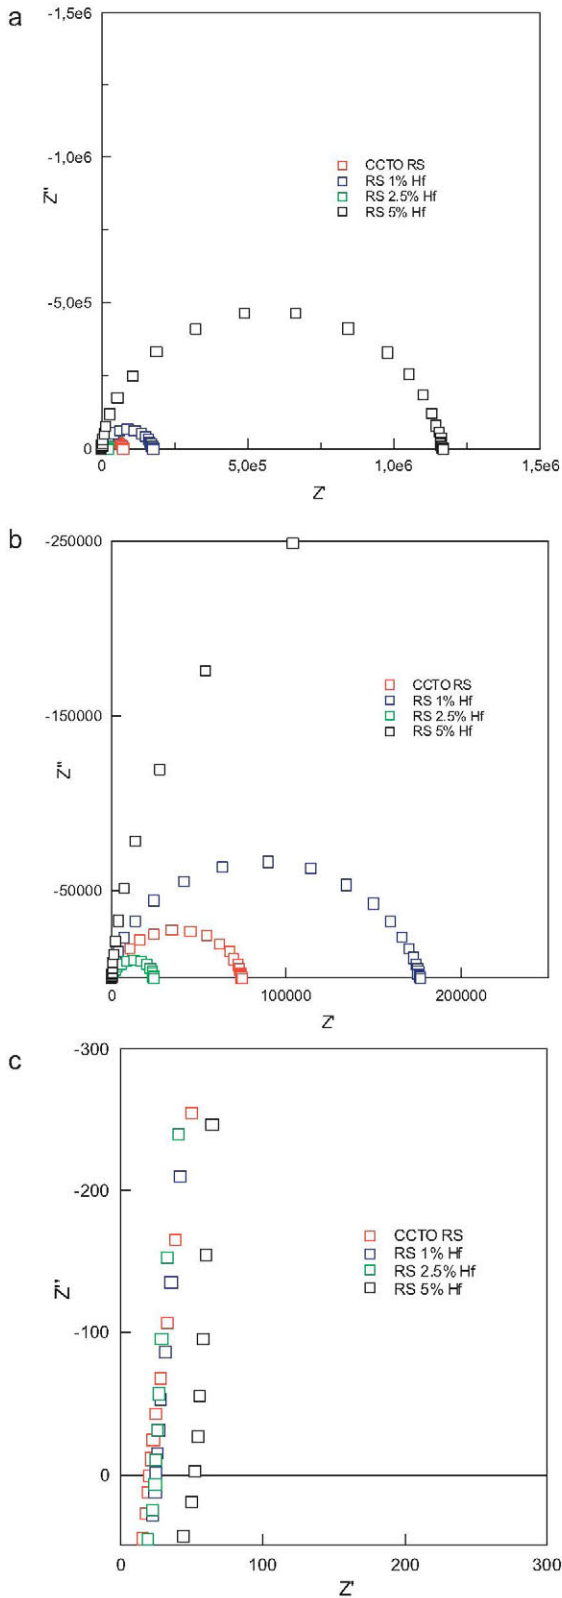 a
-1,5e6
-1,0e6
Z"
CCTO RS
RS 1% Hf
RS 2.5% Hf
RS 5% Hf
-5,0e5
0
0 5,0e5 1,0e6 1,5e6
Z'
b
-250000
CCTO RS
RS 1% Hf
-150000 RS 2.5% Hf
RS 5% Hf
Z"
-50000
0 100000 200000
Z'
c
-300
-200
CCTO RS
RS 1% Hf
RS 2.5% Hf
RS 5% Hf
Z"
-100
0
0 100 200 300
Z'